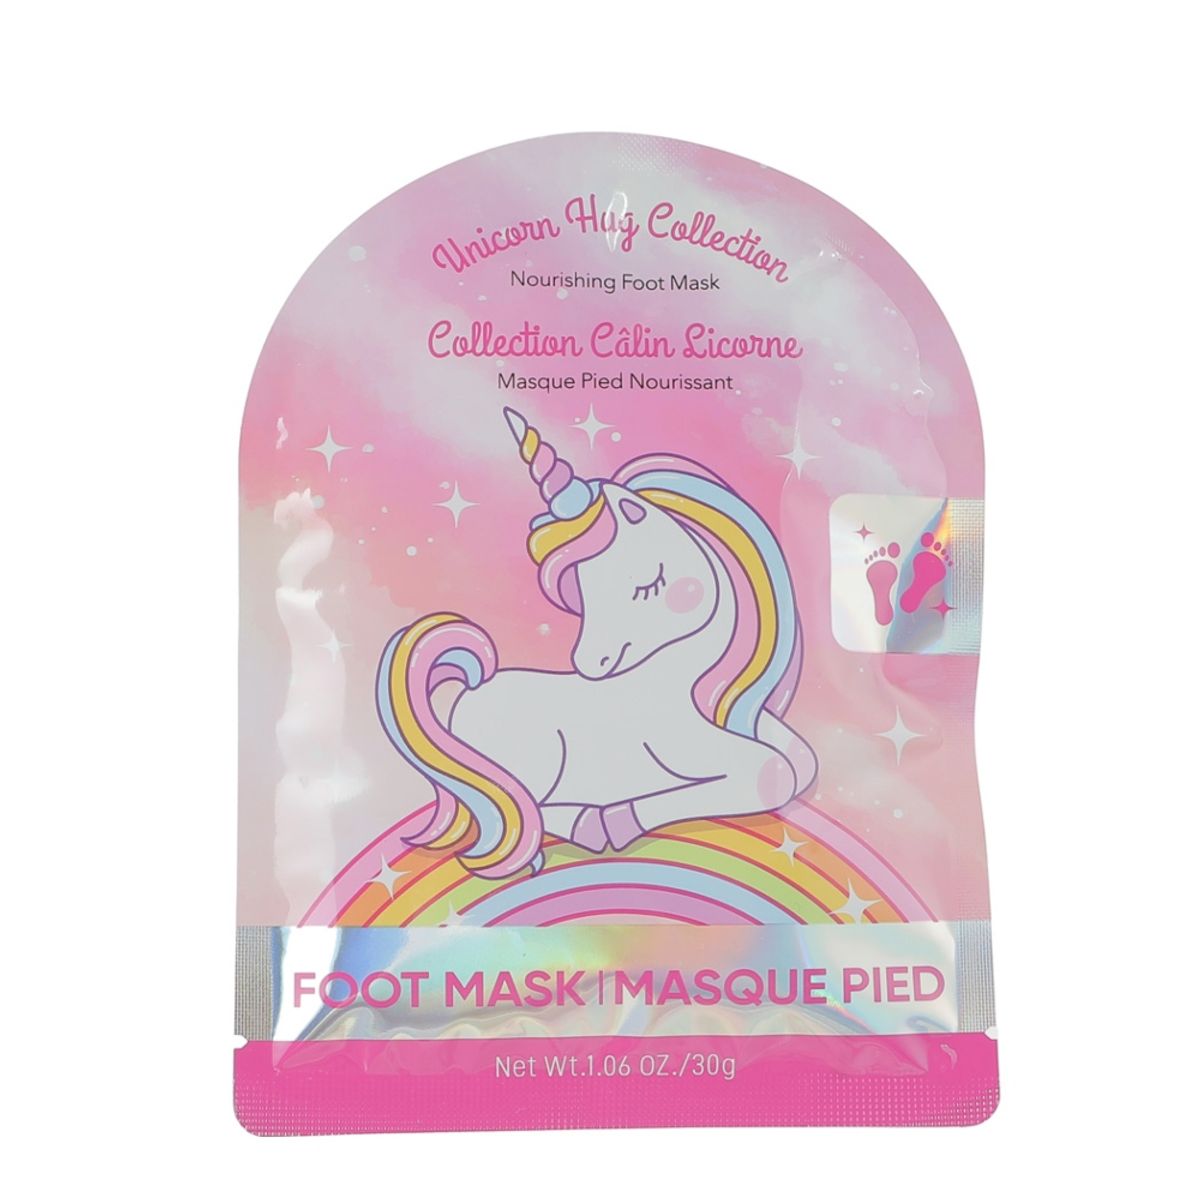 Unicorn Hug Collection
Nourishing Foot Mask
Collection Câlin Licorne
Masque Pied Nourissant
FOOT MASK | MASQUE PIED
Net Wt.1.06 OZ./30g